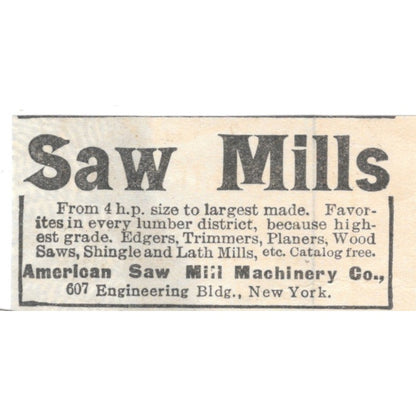 Saw Mills
From 4 h.p. size to largest made. Favor-
ites in every lumber district, because high-
est grade. Edgers, Trimmers, Planers, Wood
Saws, Shingle and Lath Mills, etc. Catalog free.
American Saw Mill Machinery Co.,
607 Engineering Bldg., New York.